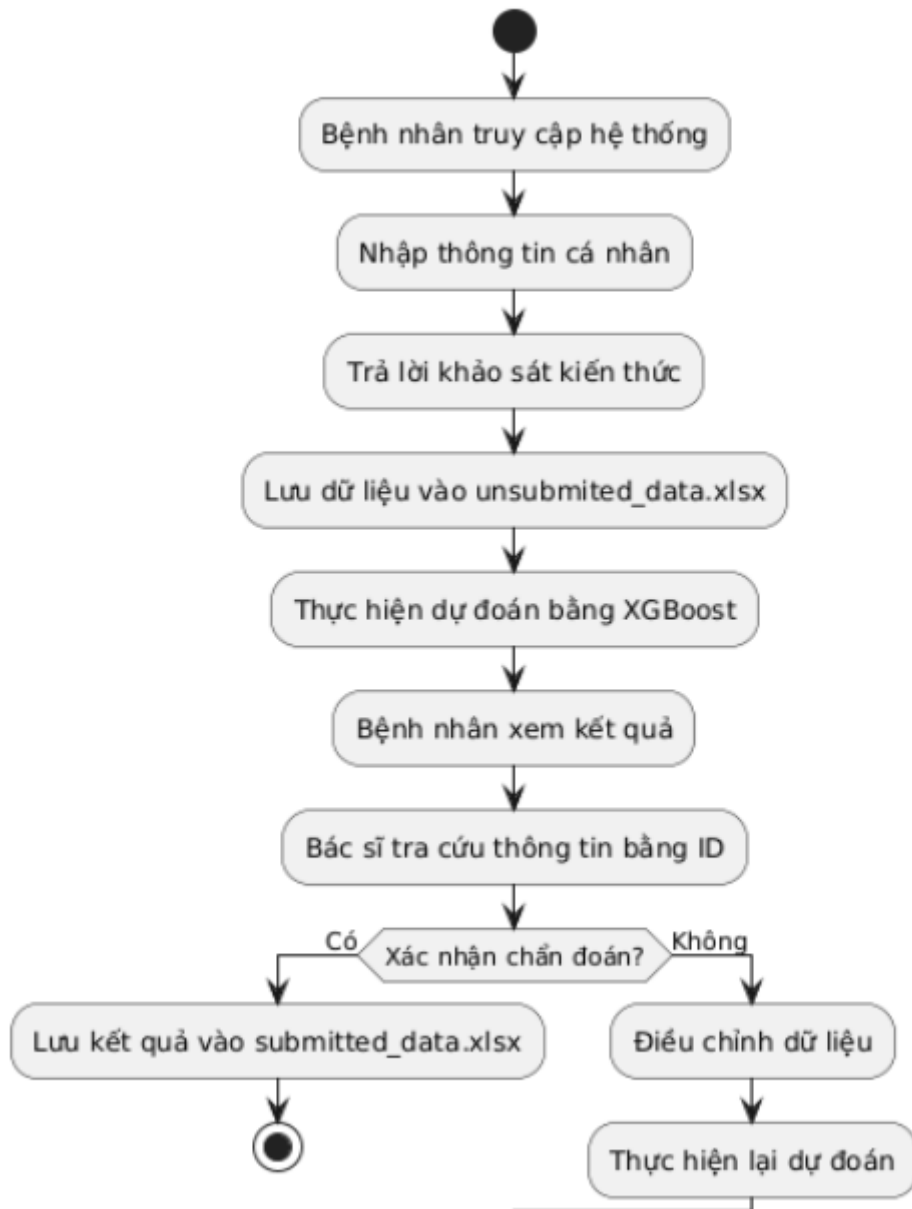 Bệnh nhân truy cập hệ thống
Nhập thông tin cá nhân
Trả lời khảo sát kiến thức
Lưu dữ liệu vào unsubmited_data.xlsx
Thực hiện dự đoán bằng XGBoost
Bệnh nhân xem kết quả
Bác sĩ tra cứu thông tin bằng ID
Có
Xác nhận chẩn đoán?
Không
Lưu kết quả vào submitted_data.xlsx
Điều chỉnh dữ liệu
Thực hiện lại dự đoán